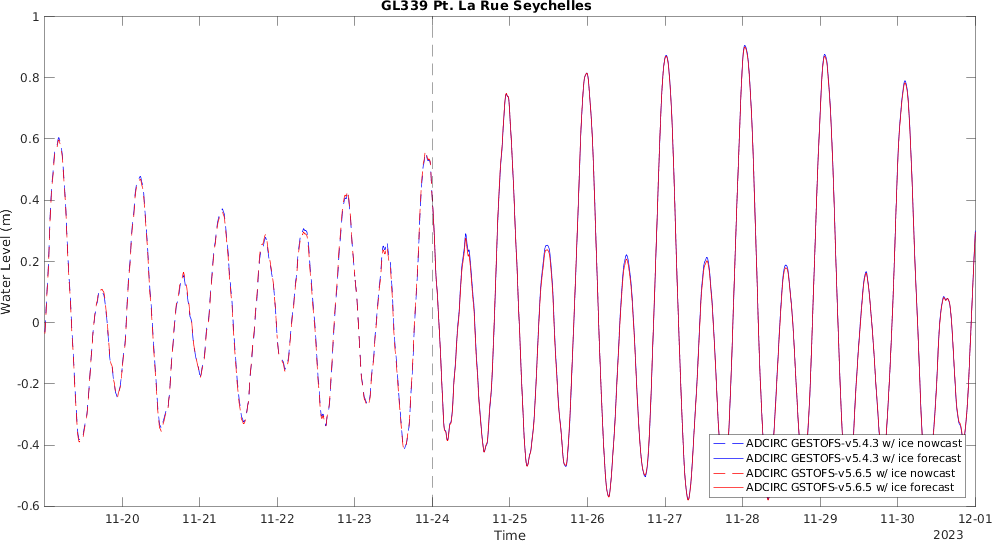 GL339 Pt. La Rue Seychelles
1
0.8
0.6
0.4
0.2
0
-0.2
-0.4
-0.6
Water Level (m)
ADCIRC GESTOFS-v5.4.3 w/ ice nowcast
ADCIRC GESTOFS-v5.4.3 w/ ice forecast
ADCIRC GSTOFS-v5.6.5 w/ ice nowcast
ADCIRC GSTOFS-v5.6.5 w/ ice forecast
11-20 11-21 11-22 11-23 11-24 11-25 11-26 11-27 11-28 11-29 11-30 12-01
Time
2023